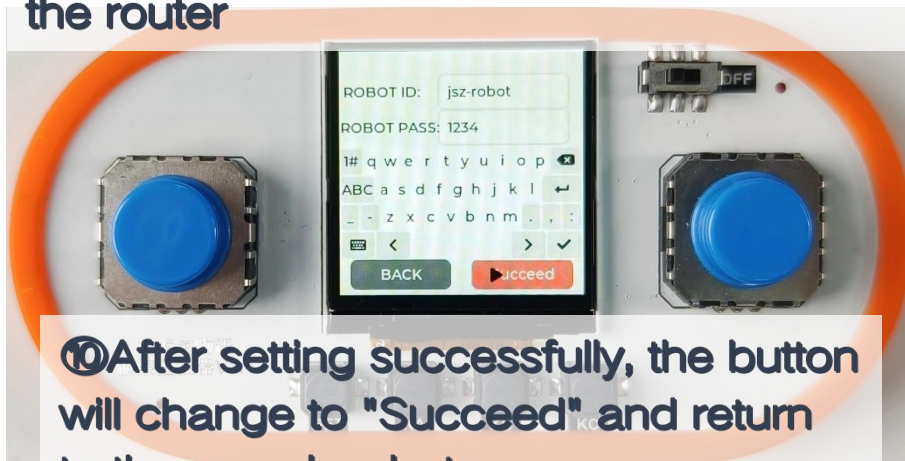 the router
OFF
ROBOT ID: jsz-robot
ROBOT PASS: 1234
1# q w e r t y u i o p
ABC a s d f g h j k l
_ - z x c v b n m . , :
< >
BACK
ucceed
⑩After setting successfully, the button
will change to "Succeed" and return